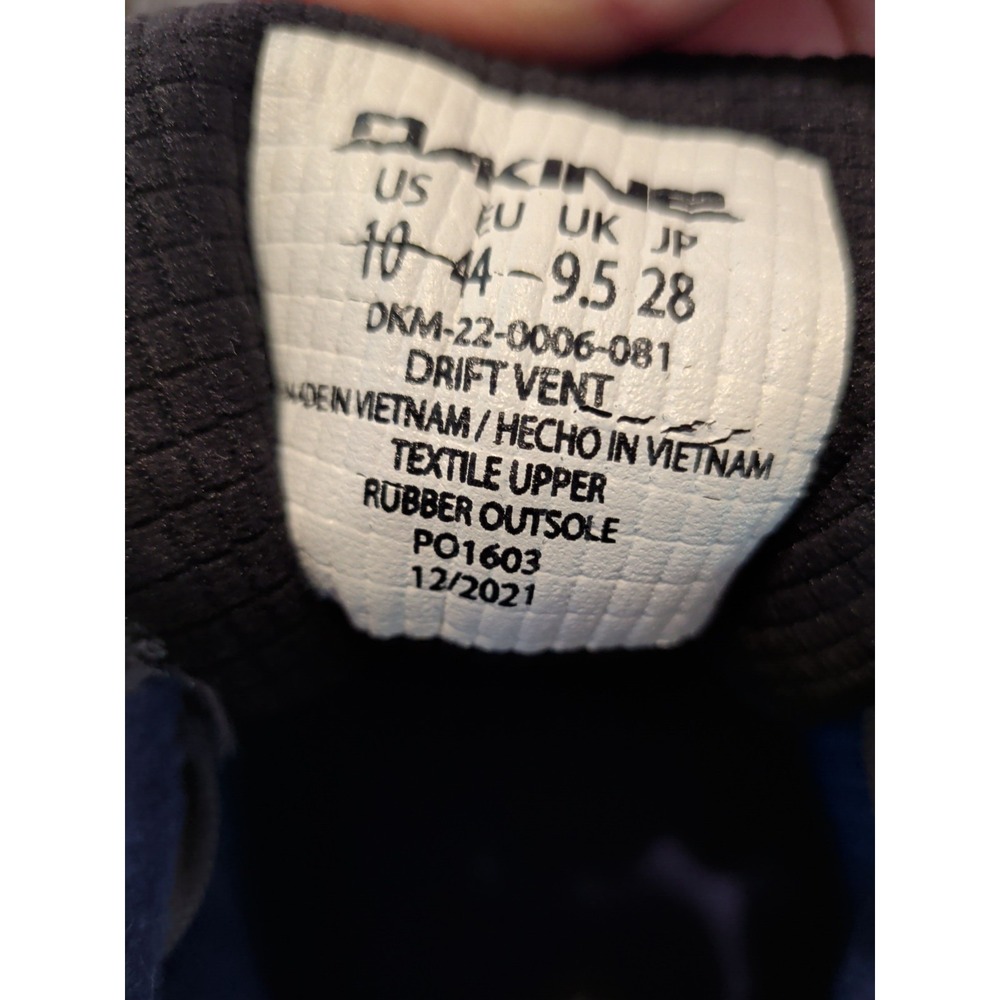 DAKINE
US EU UK JP
10 44 9.5 28
DKM-22-0006-081
DRIFT VENT
MADE IN VIETNAM / HECHO IN VIETNAM
TEXTILE UPPER
RUBBER OUTSOLE
PO1603
12/2021